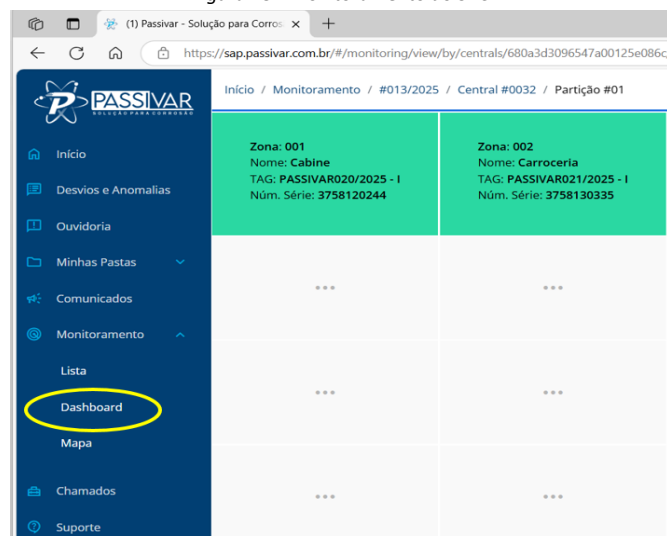 (1) Passivar - Solução para Corros
https://sap.passivar.com.br/#/monitoring/view/by/centrals/680a3d3096547a00125e086c
PASSIVAR
SOLUÇÃO PARA CORROSÃO
Início / Monitoramento / #013/2025 / Central #0032 / Partição #01
Início
Desvios e Anomalias
Ouvidoria
Minhas Pastas
Comunicados
Monitoramento
Lista
Dashboard
Mapa
Chamados
Suporte
Zona: 001
Nome: Cabine
TAG: PASSIVAR020/2025 - I
Núm. Série: 3758120244
Zona: 002
Nome: Carroceria
TAG: PASSIVAR021/2025 - I
Núm. Série: 3758130335